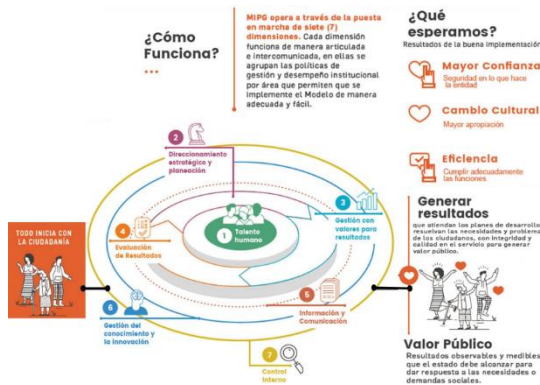 ¿Cómo
Funciona?
...
MIPG opera a través de la puesta
en marcha de siete (7)
dimensiones. Cada dimensión
funciona de manera articulada
e intercomunicada, en ellas se
agrupan las políticas de
gestión y desempeño institucional
por área que permiten que se
implemente el Modelo de manera
adecuada y fácil.
¿Qué
esperamos?
Resultados de la buena implementación
Mayor Confianza
Seguridad en lo que hace
la entidad
Cambio Cultural
Mayor apropiación
Eficiencia
Cumplir adecuadamente
las funciones
Generar
resultados
que atiendan los planes de desarrollo
resuelvan las necesidades y problema
de los ciudadanos, con integridad y
calidad en el servicio para generar
valor público.
Valor Público
Resultados observables y medibles
que el estado debe alcanzar para
dar respuesta a las necesidades o
demandas sociales.
TODO INICIA CON
LA CIUDADANÍA
2
Direccionamiento
estratégico y
planeación
1 Talento
humano
3
Gestión con
valores para
resultados
4
Evaluación
de Resultados
5
Información y
Comunicación
6
Gestión del
conocimiento y
la innovación
7
Control
Interno